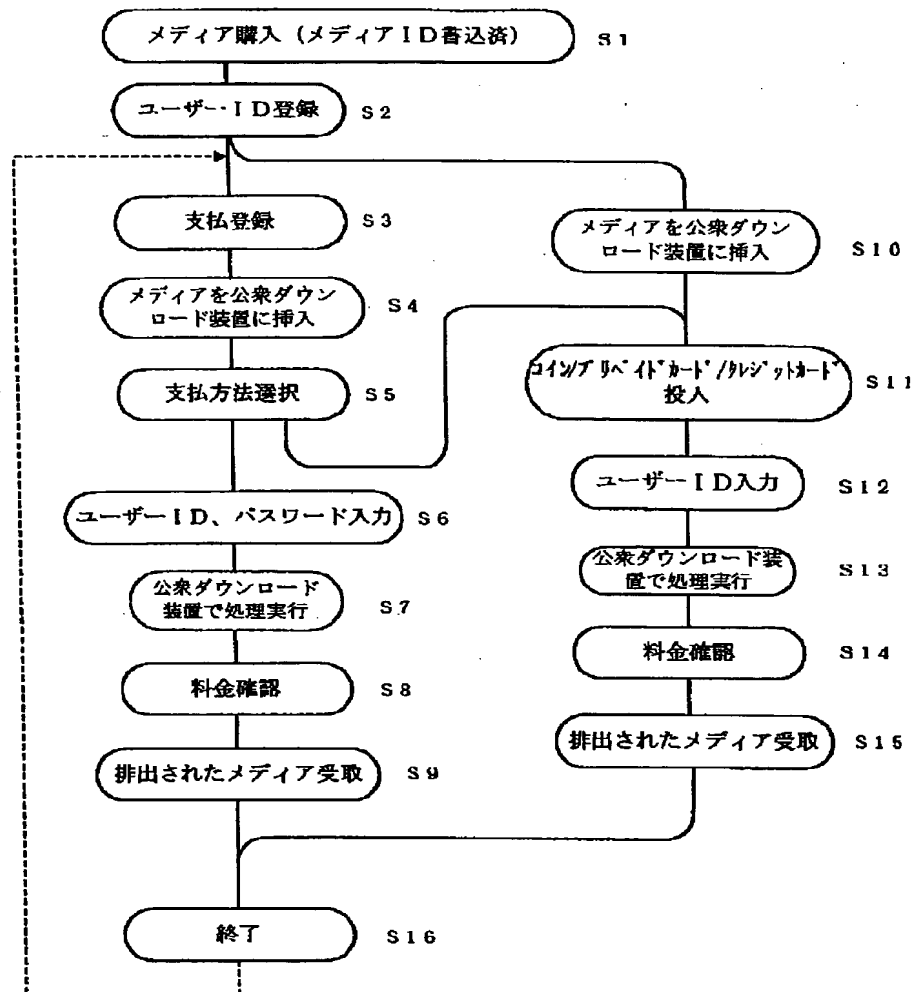 メディア購入（メディアＩＤ書込済）　Ｓ１
ユーザーＩＤ登録　Ｓ２
支払登録　Ｓ３
メディアを公衆ダウン
ロード装置に挿入　Ｓ４
支払方法選択　Ｓ５
ユーザーＩＤ、パスワード入力　Ｓ６
公衆ダウンロード
装置で処理実行　Ｓ７
料金確認　Ｓ８
排出されたメディア受取　Ｓ９
メディアを公衆ダウン
ロード装置に挿入　Ｓ１０
ｺｲﾝ/ﾌﾟﾘﾍﾟｲﾄﾞｶｰﾄﾞ/ｸﾚｼﾞｯﾄｶｰﾄﾞ
投入　Ｓ１１
ユーザーＩＤ入力　Ｓ１２
公衆ダウンロード装
置で処理実行　Ｓ１３
料金確認　Ｓ１４
排出されたメディア受取　Ｓ１５
終了　Ｓ１６